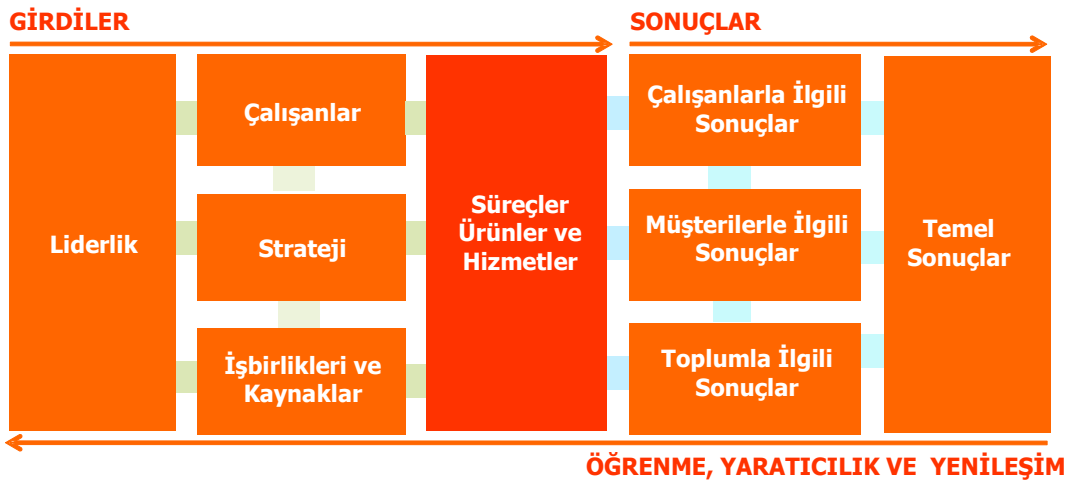 GİRDİLER
SONUÇLAR
Liderlik
Çalışanlar
Strateji
İşbirlikleri ve
Kaynaklar
Süreçler
Ürünler ve
Hizmetler
Çalışanlarla İlgili
Sonuçlar
Müşterilerle İlgili
Sonuçlar
Toplumla İlgili
Sonuçlar
Temel
Sonuçlar
ÖĞRENME, YARATICILIK VE YENİLEŞİM